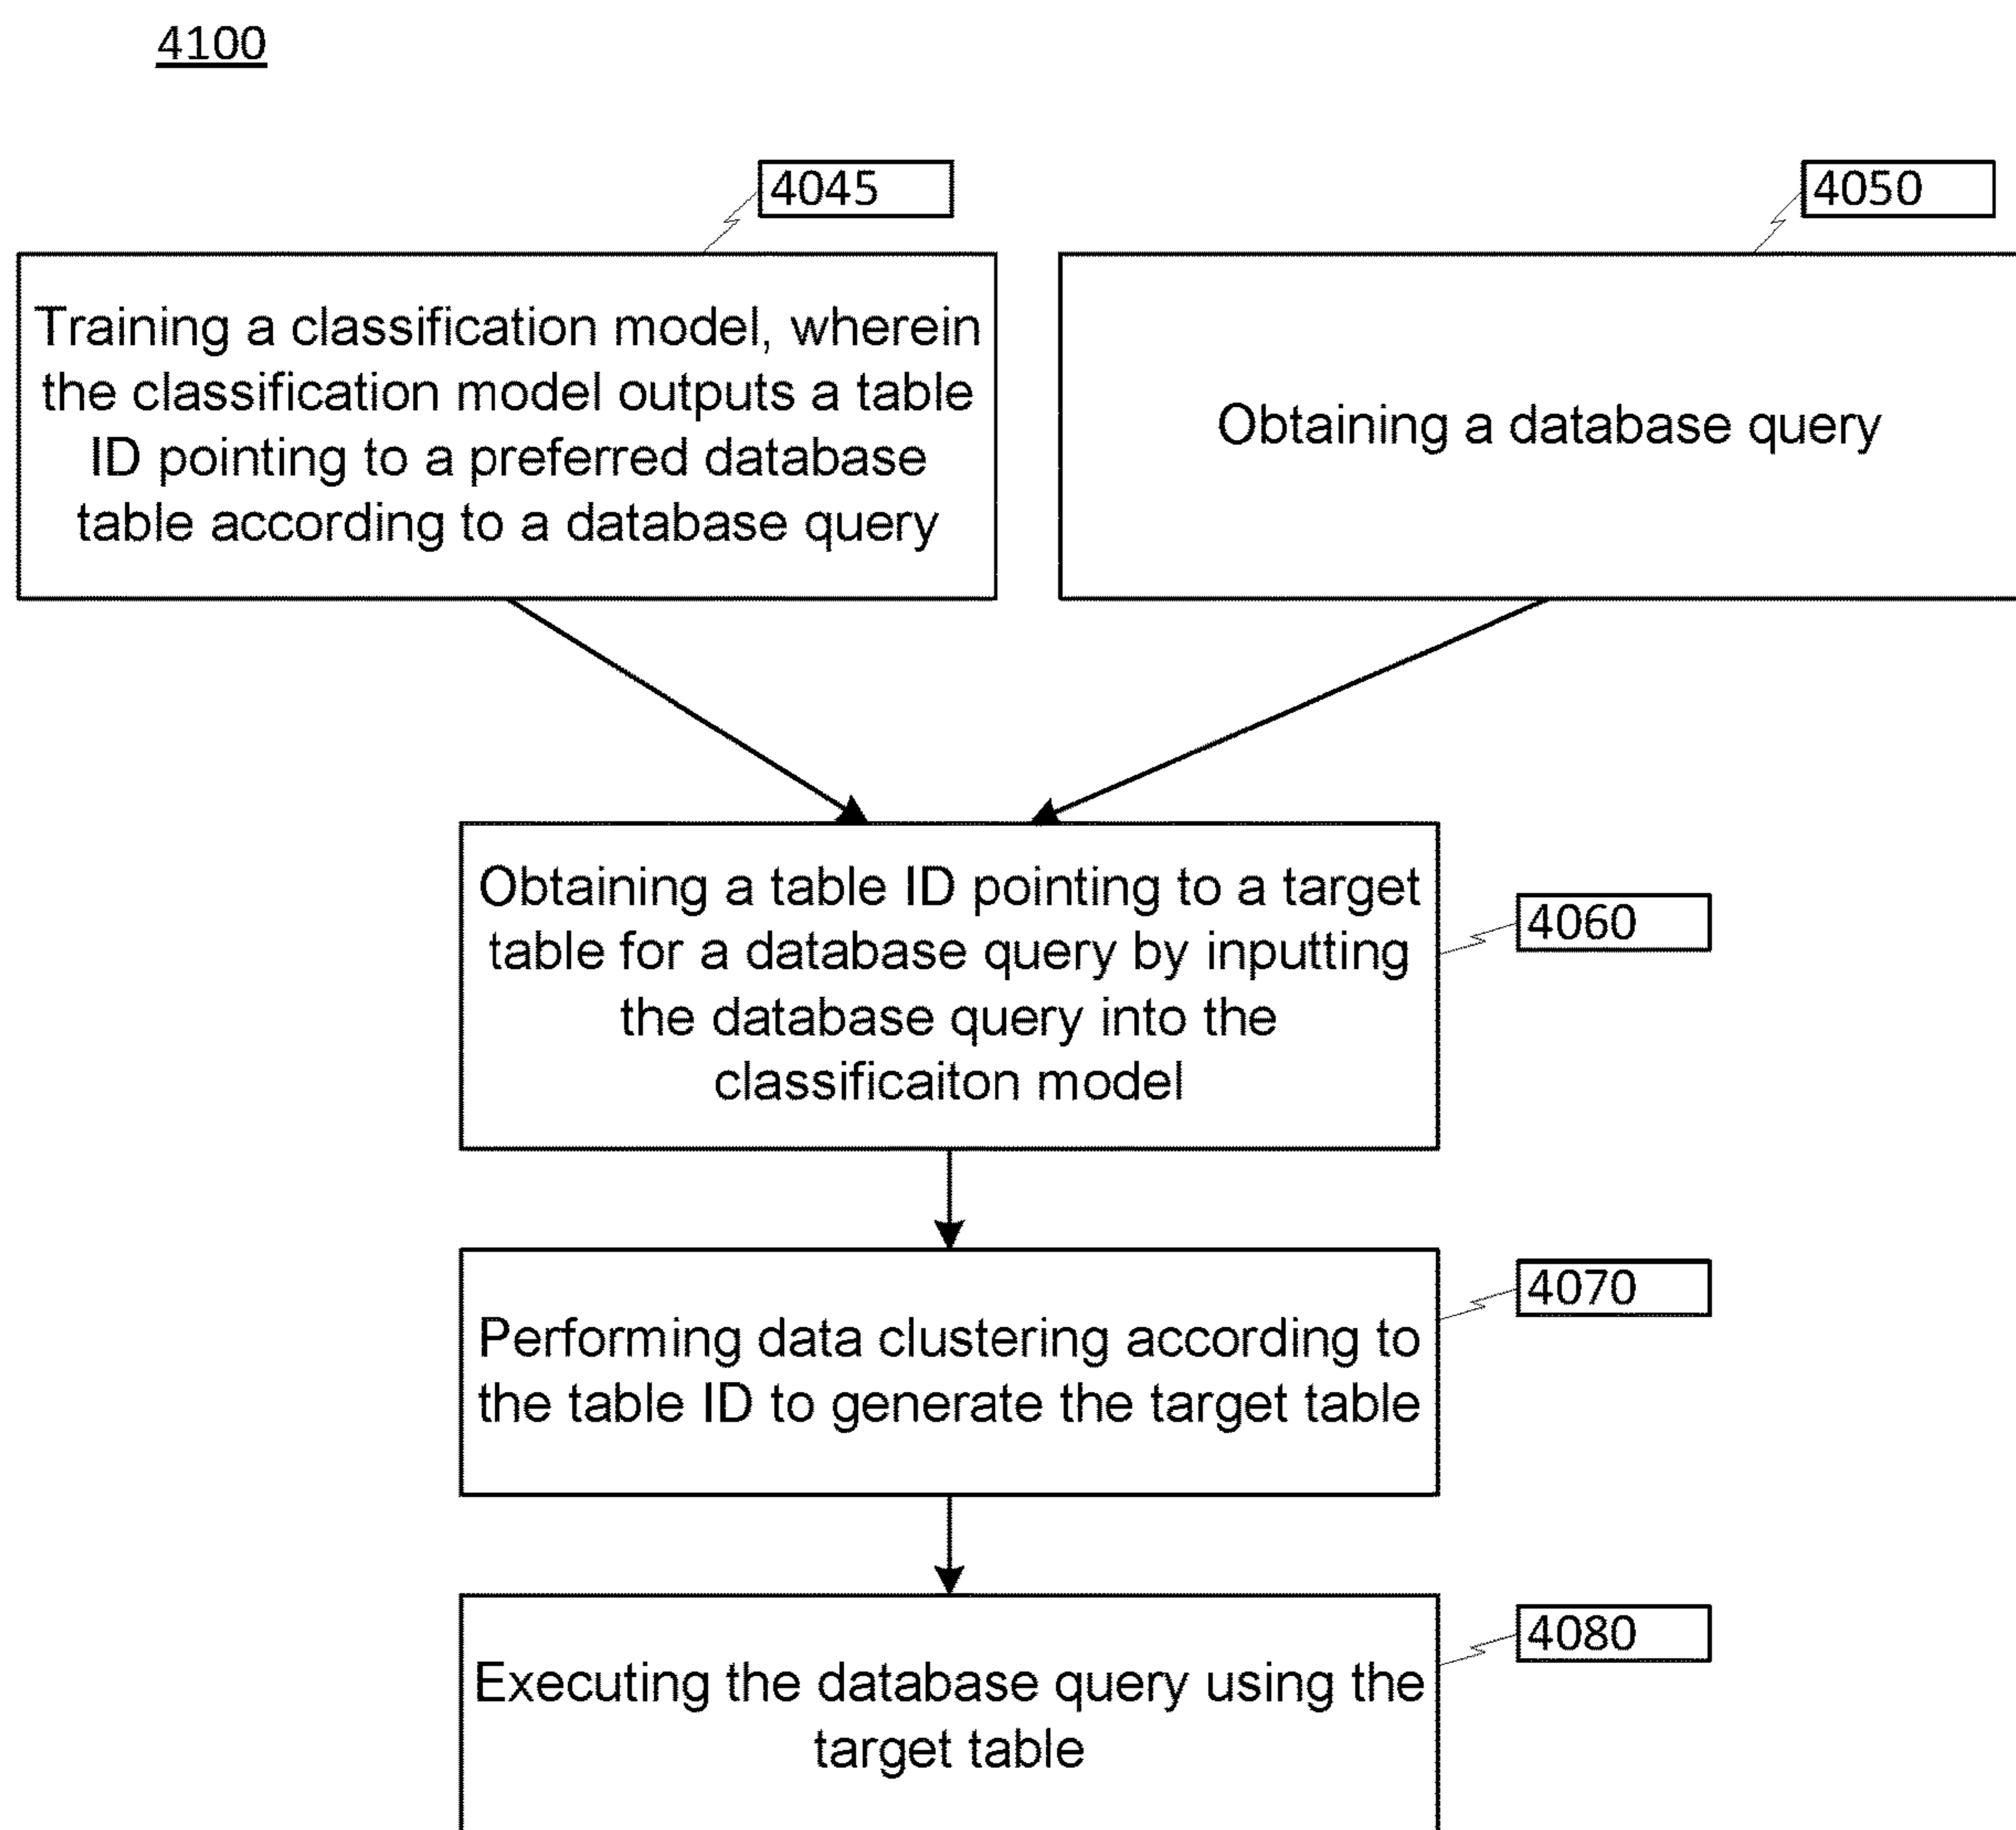 4100
4045
4050
Training a classification model, wherein
the classification model outputs a table
ID pointing to a preferred database
table according to a database query
Obtaining a database query
Obtaining a table ID pointing to a target
table for a database query by inputting
the database query into the
classificaiton model
4060
4070
Performing data clustering according to
the table ID to generate the target table
4080
Executing the database query using the
target table